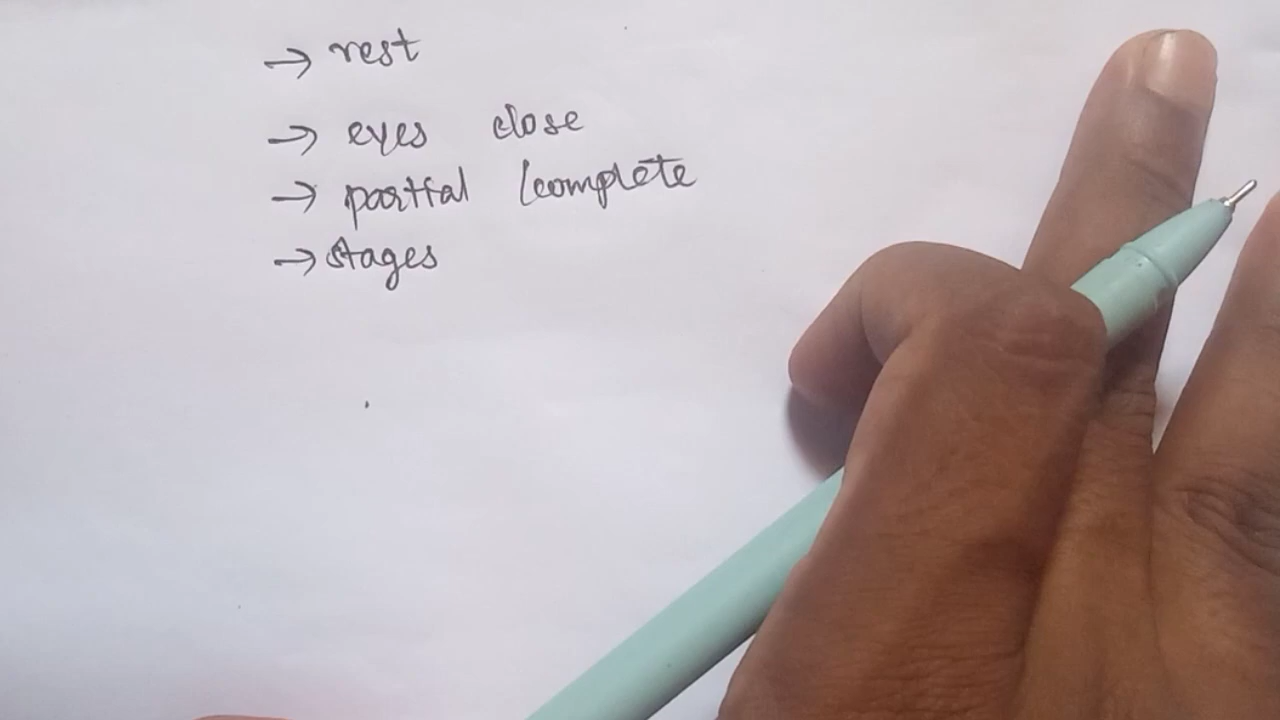 → rest
→ eyes close
→ partial /complete
→ stages